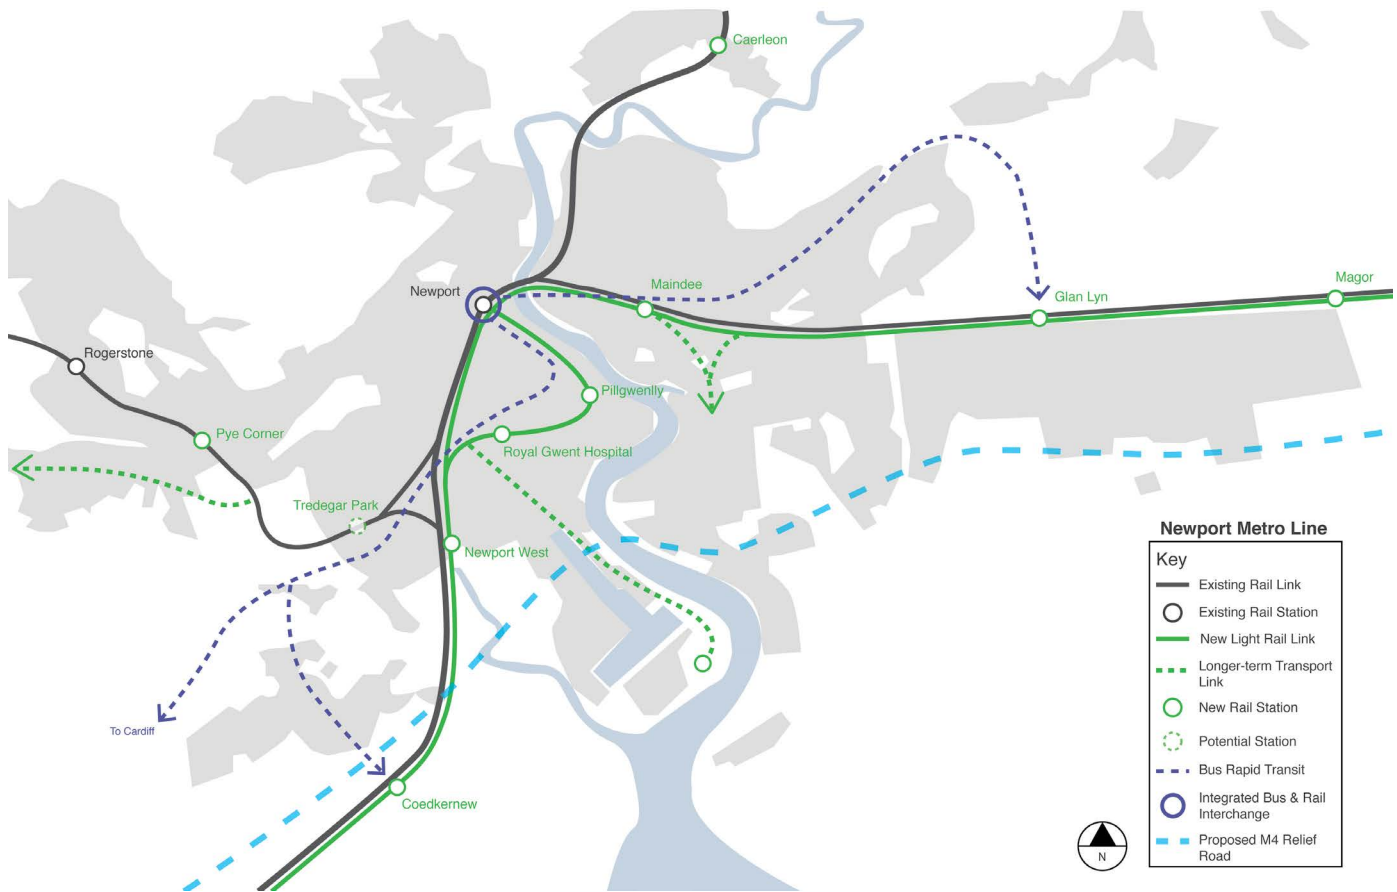 Caerleon
Newport
Maindee
Magor
Glan Lyn
Rogerstone
Pillgwenlly
Pye Corner
Royal Gwent Hospital
Tredegar Park
Newport West
To Cardiff
Coedkernew
Newport Metro Line
Key
Existing Rail Link
Existing Rail Station
New Light Rail Link
Longer-term Transport
Link
New Rail Station
Potential Station
Bus Rapid Transit
Integrated Bus & Rail
Interchange
Proposed M4 Relief
Road
N